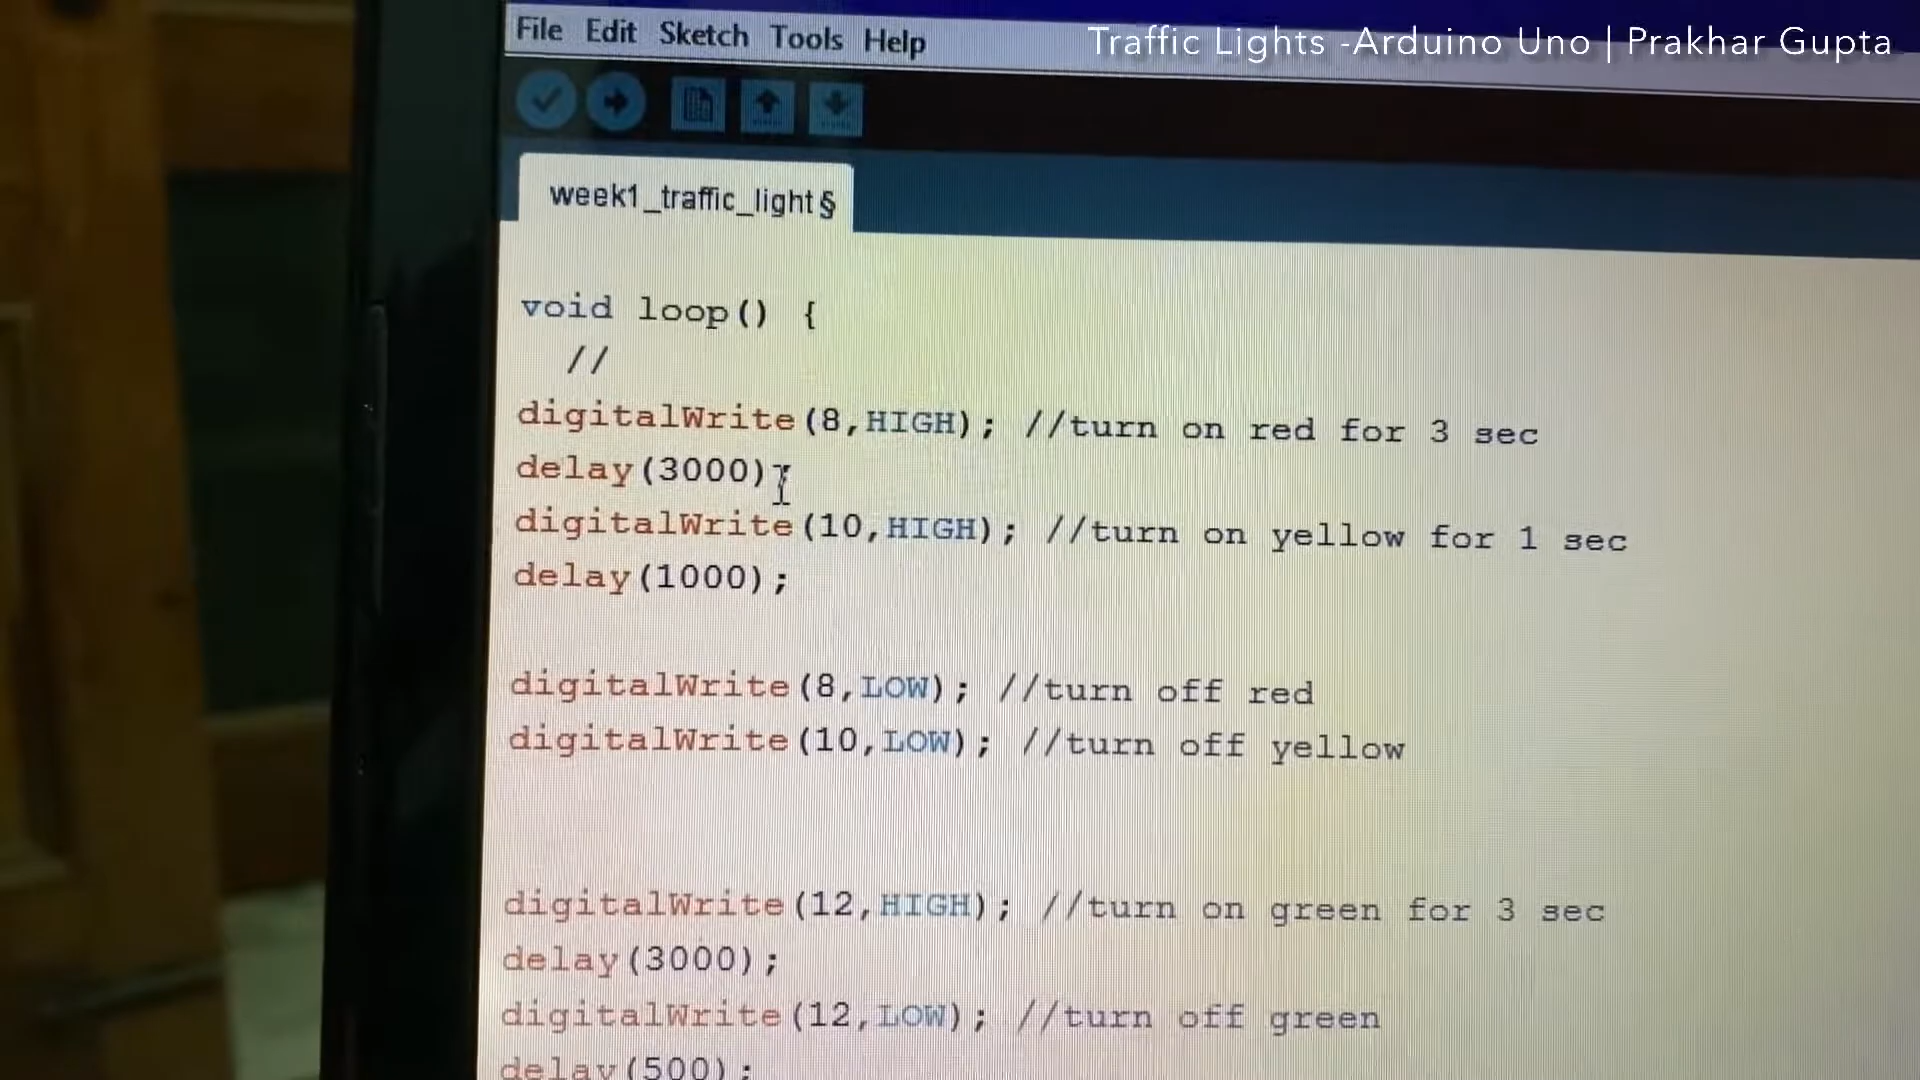 File Edit Sketch Tools Help
Traffic Lights -Arduino Uno | Prakhar Gupta
week1_traffic_light§
void loop() {
//
digitalWrite(8,HIGH); //turn on red for 3 sec
delay(3000);
digitalWrite(10,HIGH); //turn on yellow for 1 sec
delay(1000);
digitalWrite(8,LOW); //turn off red
digitalWrite(10,LOW); //turn off yellow
digitalWrite(12,HIGH); //turn on green for 3 sec
delay(3000);
digitalWrite(12,LOW); //turn off green
delay(500);